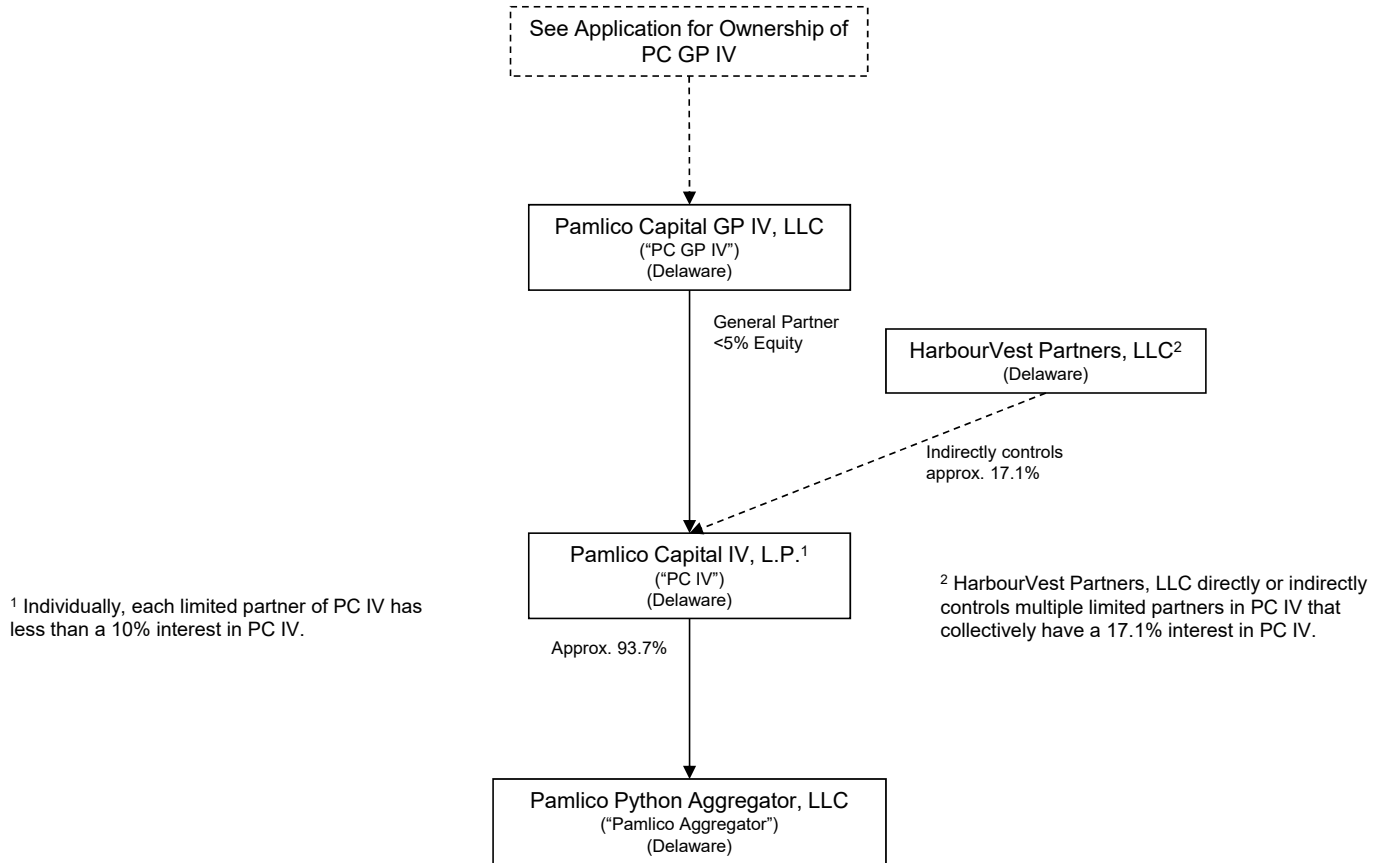 See Application for Ownership of
PC GP IV
Pamlico Capital GP IV, LLC
(“PC GP IV”)
(Delaware)
General Partner
<5% Equity
HarbourVest Partners, LLC²
(Delaware)
Indirectly controls
approx. 17.1%
Pamlico Capital IV, L.P.¹
(“PC IV”)
(Delaware)
¹ Individually, each limited partner of PC IV has
less than a 10% interest in PC IV.
² HarbourVest Partners, LLC directly or indirectly
controls multiple limited partners in PC IV that
collectively have a 17.1% interest in PC IV.
Approx. 93.7%
Pamlico Python Aggregator, LLC
(“Pamlico Aggregator”)
(Delaware)